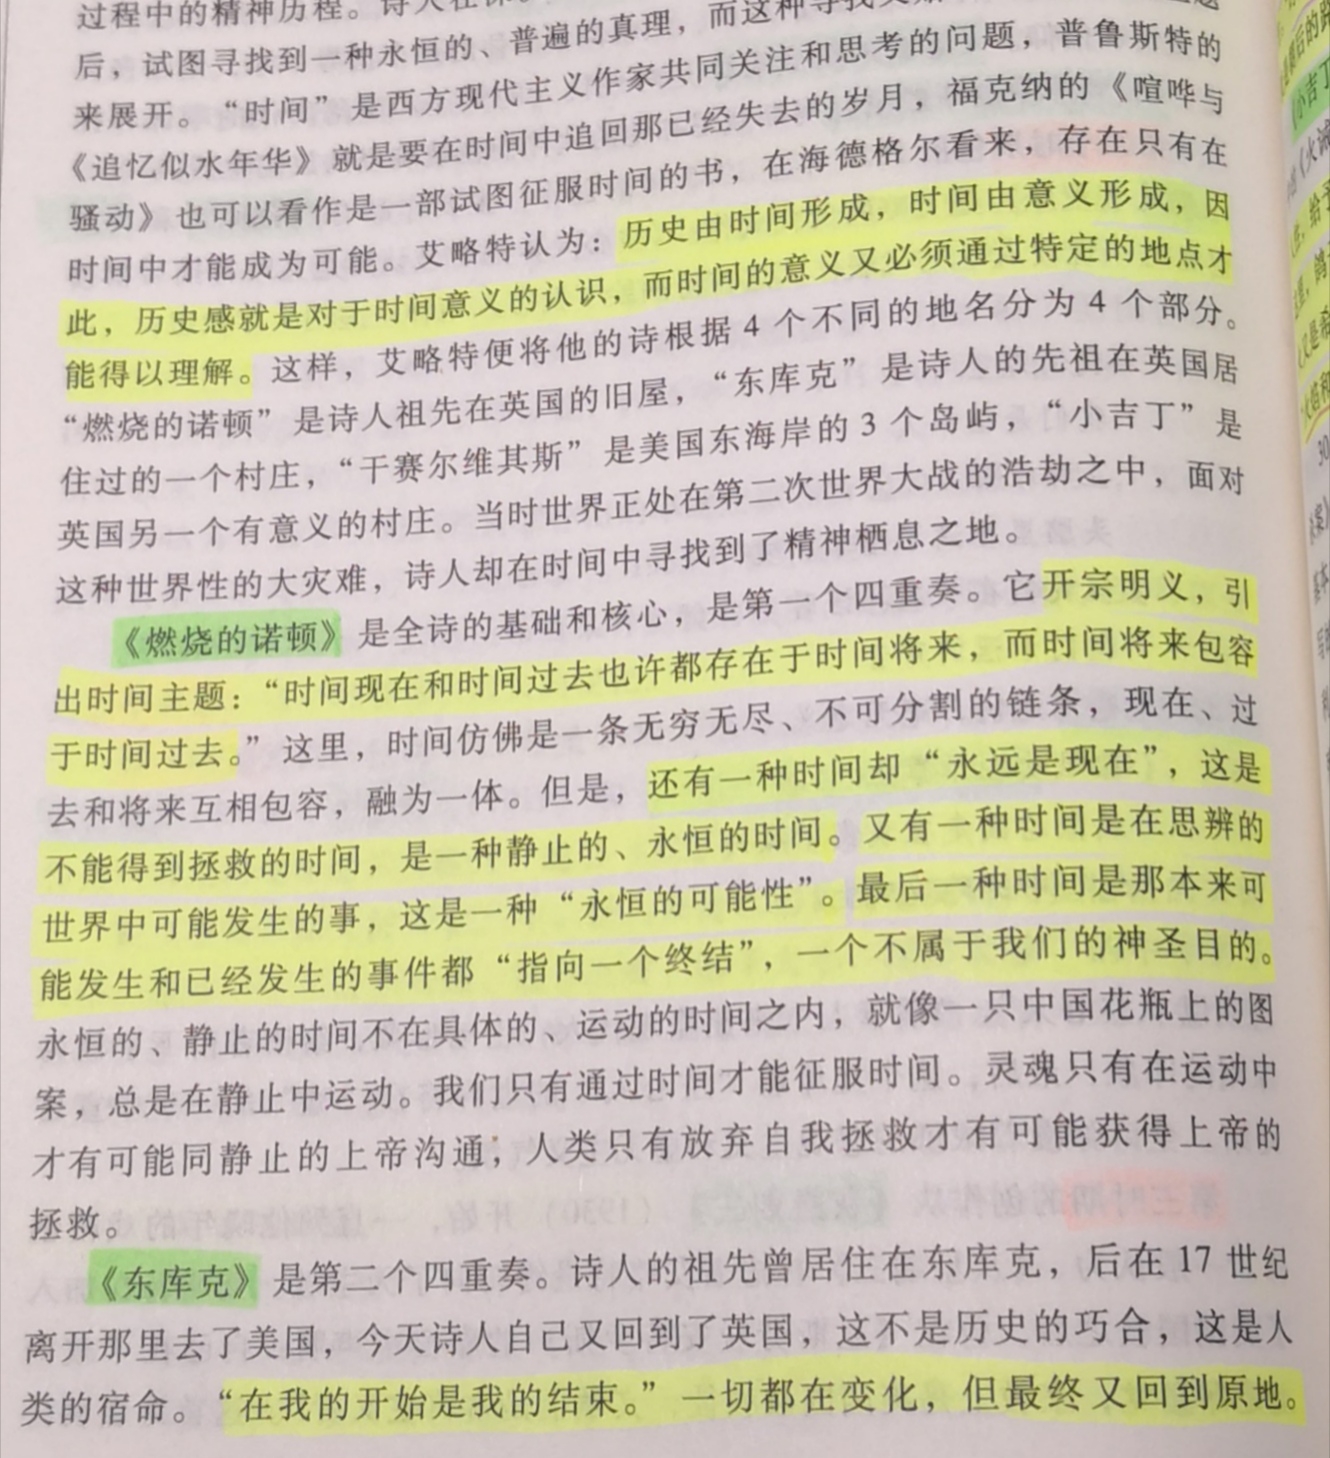 过程中的精神历程。诗人在
后，试图寻找到一种永恒的、普遍的真理，而这种寻找
来展开。“时间”是西方现代主义作家共同关注和思考的问题，普鲁斯特的
《追忆似水年华》就是要在时间中追回那已经失去的岁月，福克纳的《喧哗与
骚动》也可以看作是一部试图征服时间的书，在海德格尔看来，存在只有在
时间中才能成为可能。艾略特认为：历史由时间形成，时间由意义形成，因
此，历史感就是对于时间意义的认识，而时间的意义又必须通过特定的地点才
能得以理解。这样，艾略特便将他的诗根据 4 个不同的地名分为 4 个部分。
“燃烧的诺顿”是诗人祖先在英国的旧屋，“东库克”是诗人的先祖在英国居
住过的一个村庄，“干赛尔维其斯”是美国东海岸的 3 个岛屿，“小吉丁”是
英国另一个有意义的村庄。当时世界正处在第二次世界大战的浩劫之中，面对
这种世界性的大灾难，诗人却在时间中寻找到了精神栖息之地。
《燃烧的诺顿》是全诗的基础和核心，是第一个四重奏。它开宗明义，引
出时间主题：“时间现在和时间过去也许都存在于时间将来，而时间将来包容
于时间过去。”这里，时间仿佛是一条无穷无尽、不可分割的链条，现在、过
去和将来互相包容，融为一体。但是，还有一种时间却“永远是现在”，这是
不能得到拯救的时间，是一种静止的、永恒的时间。又有一种时间是在思辨的
世界中可能发生的事，这是一种“永恒的可能性”。最后一种时间是那本来可
能发生和已经发生的事件都“指向一个终结”，一个不属于我们的神圣目的。
永恒的、静止的时间不在具体的、运动的时间之内，就像一只中国花瓶上的图
案，总是在静止中运动。我们只有通过时间才能征服时间。灵魂只有在运动中
才有可能同静止的上帝沟通，人类只有放弃自我拯救才有可能获得上帝的
拯救。
《东库克》是第二个四重奏。诗人的祖先曾居住在东库克，后在 17 世纪
离开那里去了美国，今天诗人自己又回到了英国，这不是历史的巧合，这是人
类的宿命。“在我的开始是我的结束。”一切都在变化，但最终又回到原地。